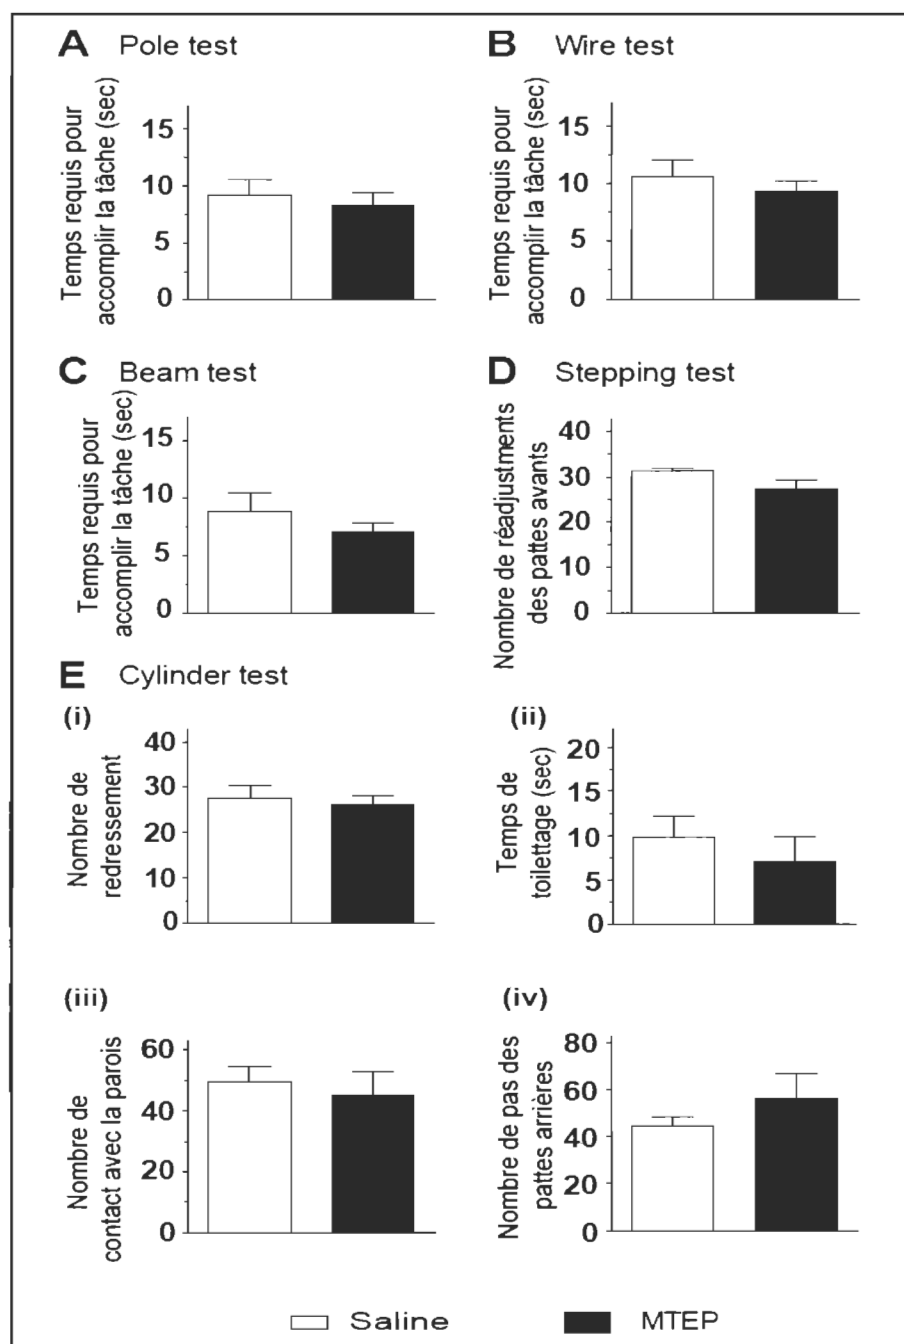 A Pole test
Temps requis pour
accomplir la tâche (sec)
15
10
5
0
B Wire test
Temps requis pour
accomplir la tâche (sec)
15
10
5
0
C Beam test
Temps requis pour
accomplir la tâche (sec)
15
10
5
0
D Stepping test
Nombre de réadjustments
des pattes avants
40
30
20
10
0
E Cylinder test
(i)
Nombre de
redressement
40
30
20
10
0
(ii)
Temps de
toilettage (sec)
20
15
10
5
0
(iii)
Nombre de
contact avec la parois
60
40
20
0
(iv)
Nombre de pas des
pattes arrières
80
60
40
20
0
Saline MTEP